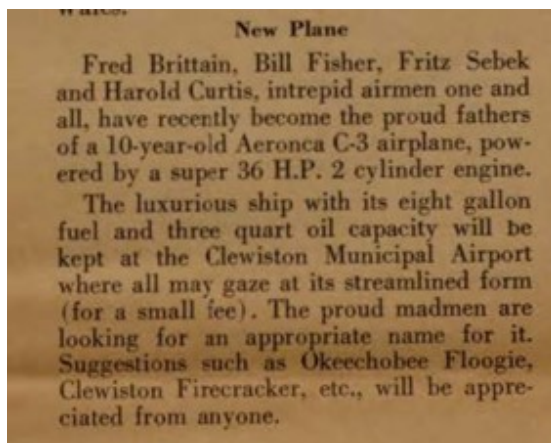 New Plane
Fred Brittain, Bill Fisher, Fritz Sebek
and Harold Curtis, intrepid airmen one and
all, have recently become the proud fathers
of a 10-year-old Aeronca C-3 airplane, pow-
ered by a super 36 H.P. 2 cylinder engine.
The luxurious ship with its eight gallon
fuel and three quart oil capacity will be
kept at the Clewiston Municipal Airport
where all may gaze at its streamlined form
(for a small fee). The proud madmen are
looking for an appropriate name for it.
Suggestions such as Okeechobee Floogie,
Clewiston Firecracker, etc., will be appre-
ciated from anyone.